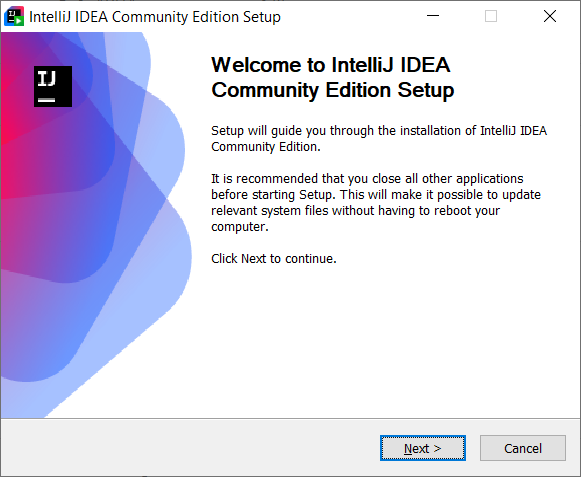 IntelliJ IDEA Community Edition Setup
IJ
Welcome to IntelliJ IDEA
Community Edition Setup
Setup will guide you through the installation of IntelliJ IDEA
Community Edition.
It is recommended that you close all other applications
before starting Setup. This will make it possible to update
relevant system files without having to reboot your
computer.
Click Next to continue.
Next >
Cancel